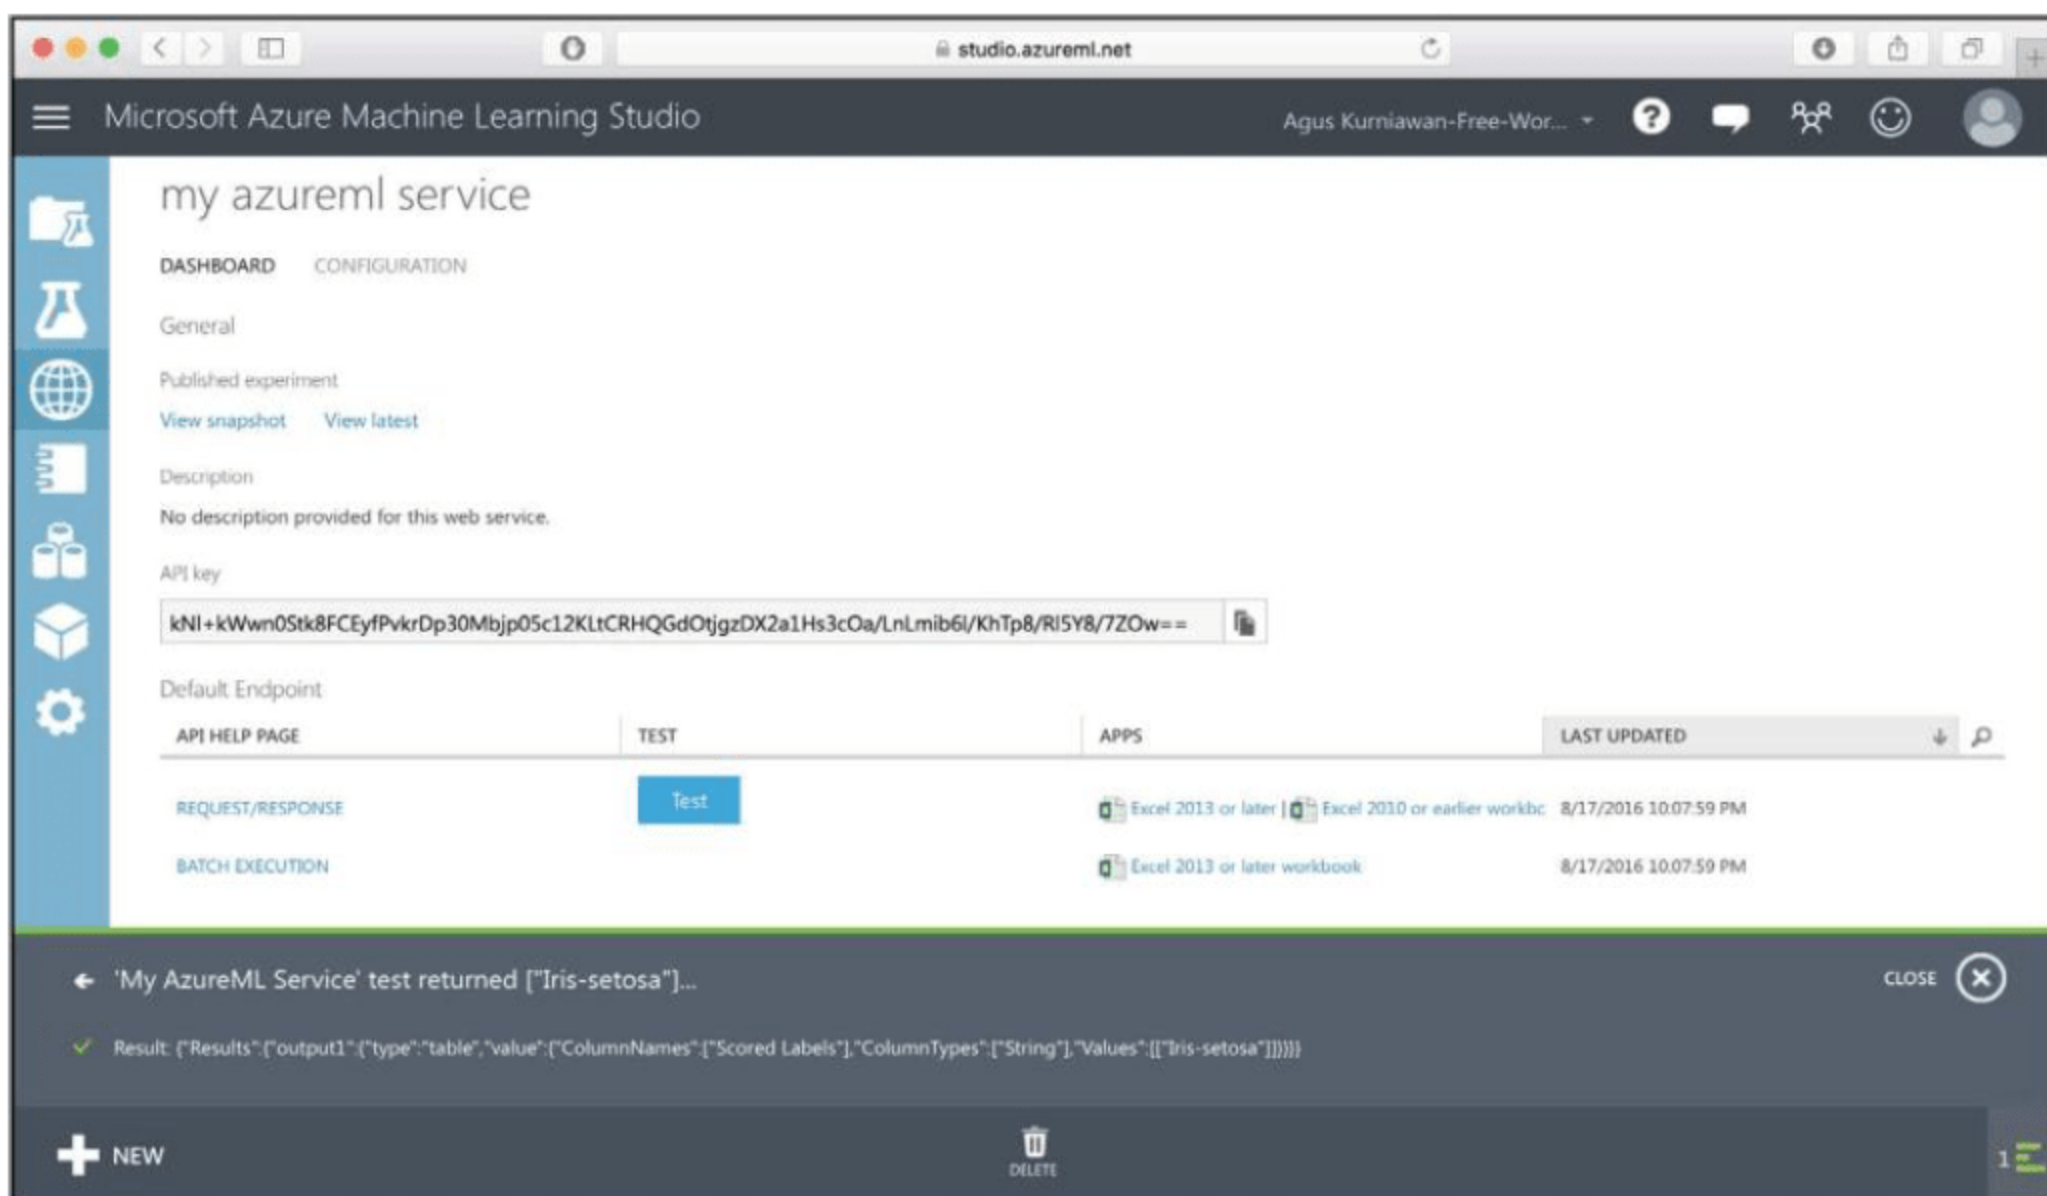 studio.azureml.net
Microsoft Azure Machine Learning Studio
Agus Kurniawan-Free-Wor...
my azureml service
DASHBOARD CONFIGURATION
General
Published experiment
View snapshot View latest
Description
No description provided for this web service.
API key
kNI+kWwn0Stk8FCEyfPvkrDp30Mbjp05c12KLtCRHQGdOtjgzDX2a1Hs3cOa/LnLmib6I/KhTp8/RI5Y8/7ZOw==
Default Endpoint
API HELP PAGE TEST APPS LAST UPDATED
REQUEST/RESPONSE Test Excel 2013 or later | Excel 2010 or earlier workbc 8/17/2016 10:07:59 PM
BATCH EXECUTION Excel 2013 or later workbook 8/17/2016 10:07:59 PM
'My AzureML Service' test returned ["Iris-setosa"]...
CLOSE
Result: {"Results":{"output1":{"type":"table","value":{"ColumnNames":["Scored Labels"],"ColumnTypes":["String"],"Values":[["Iris-setosa"]]}}}}
NEW
DELETE
1